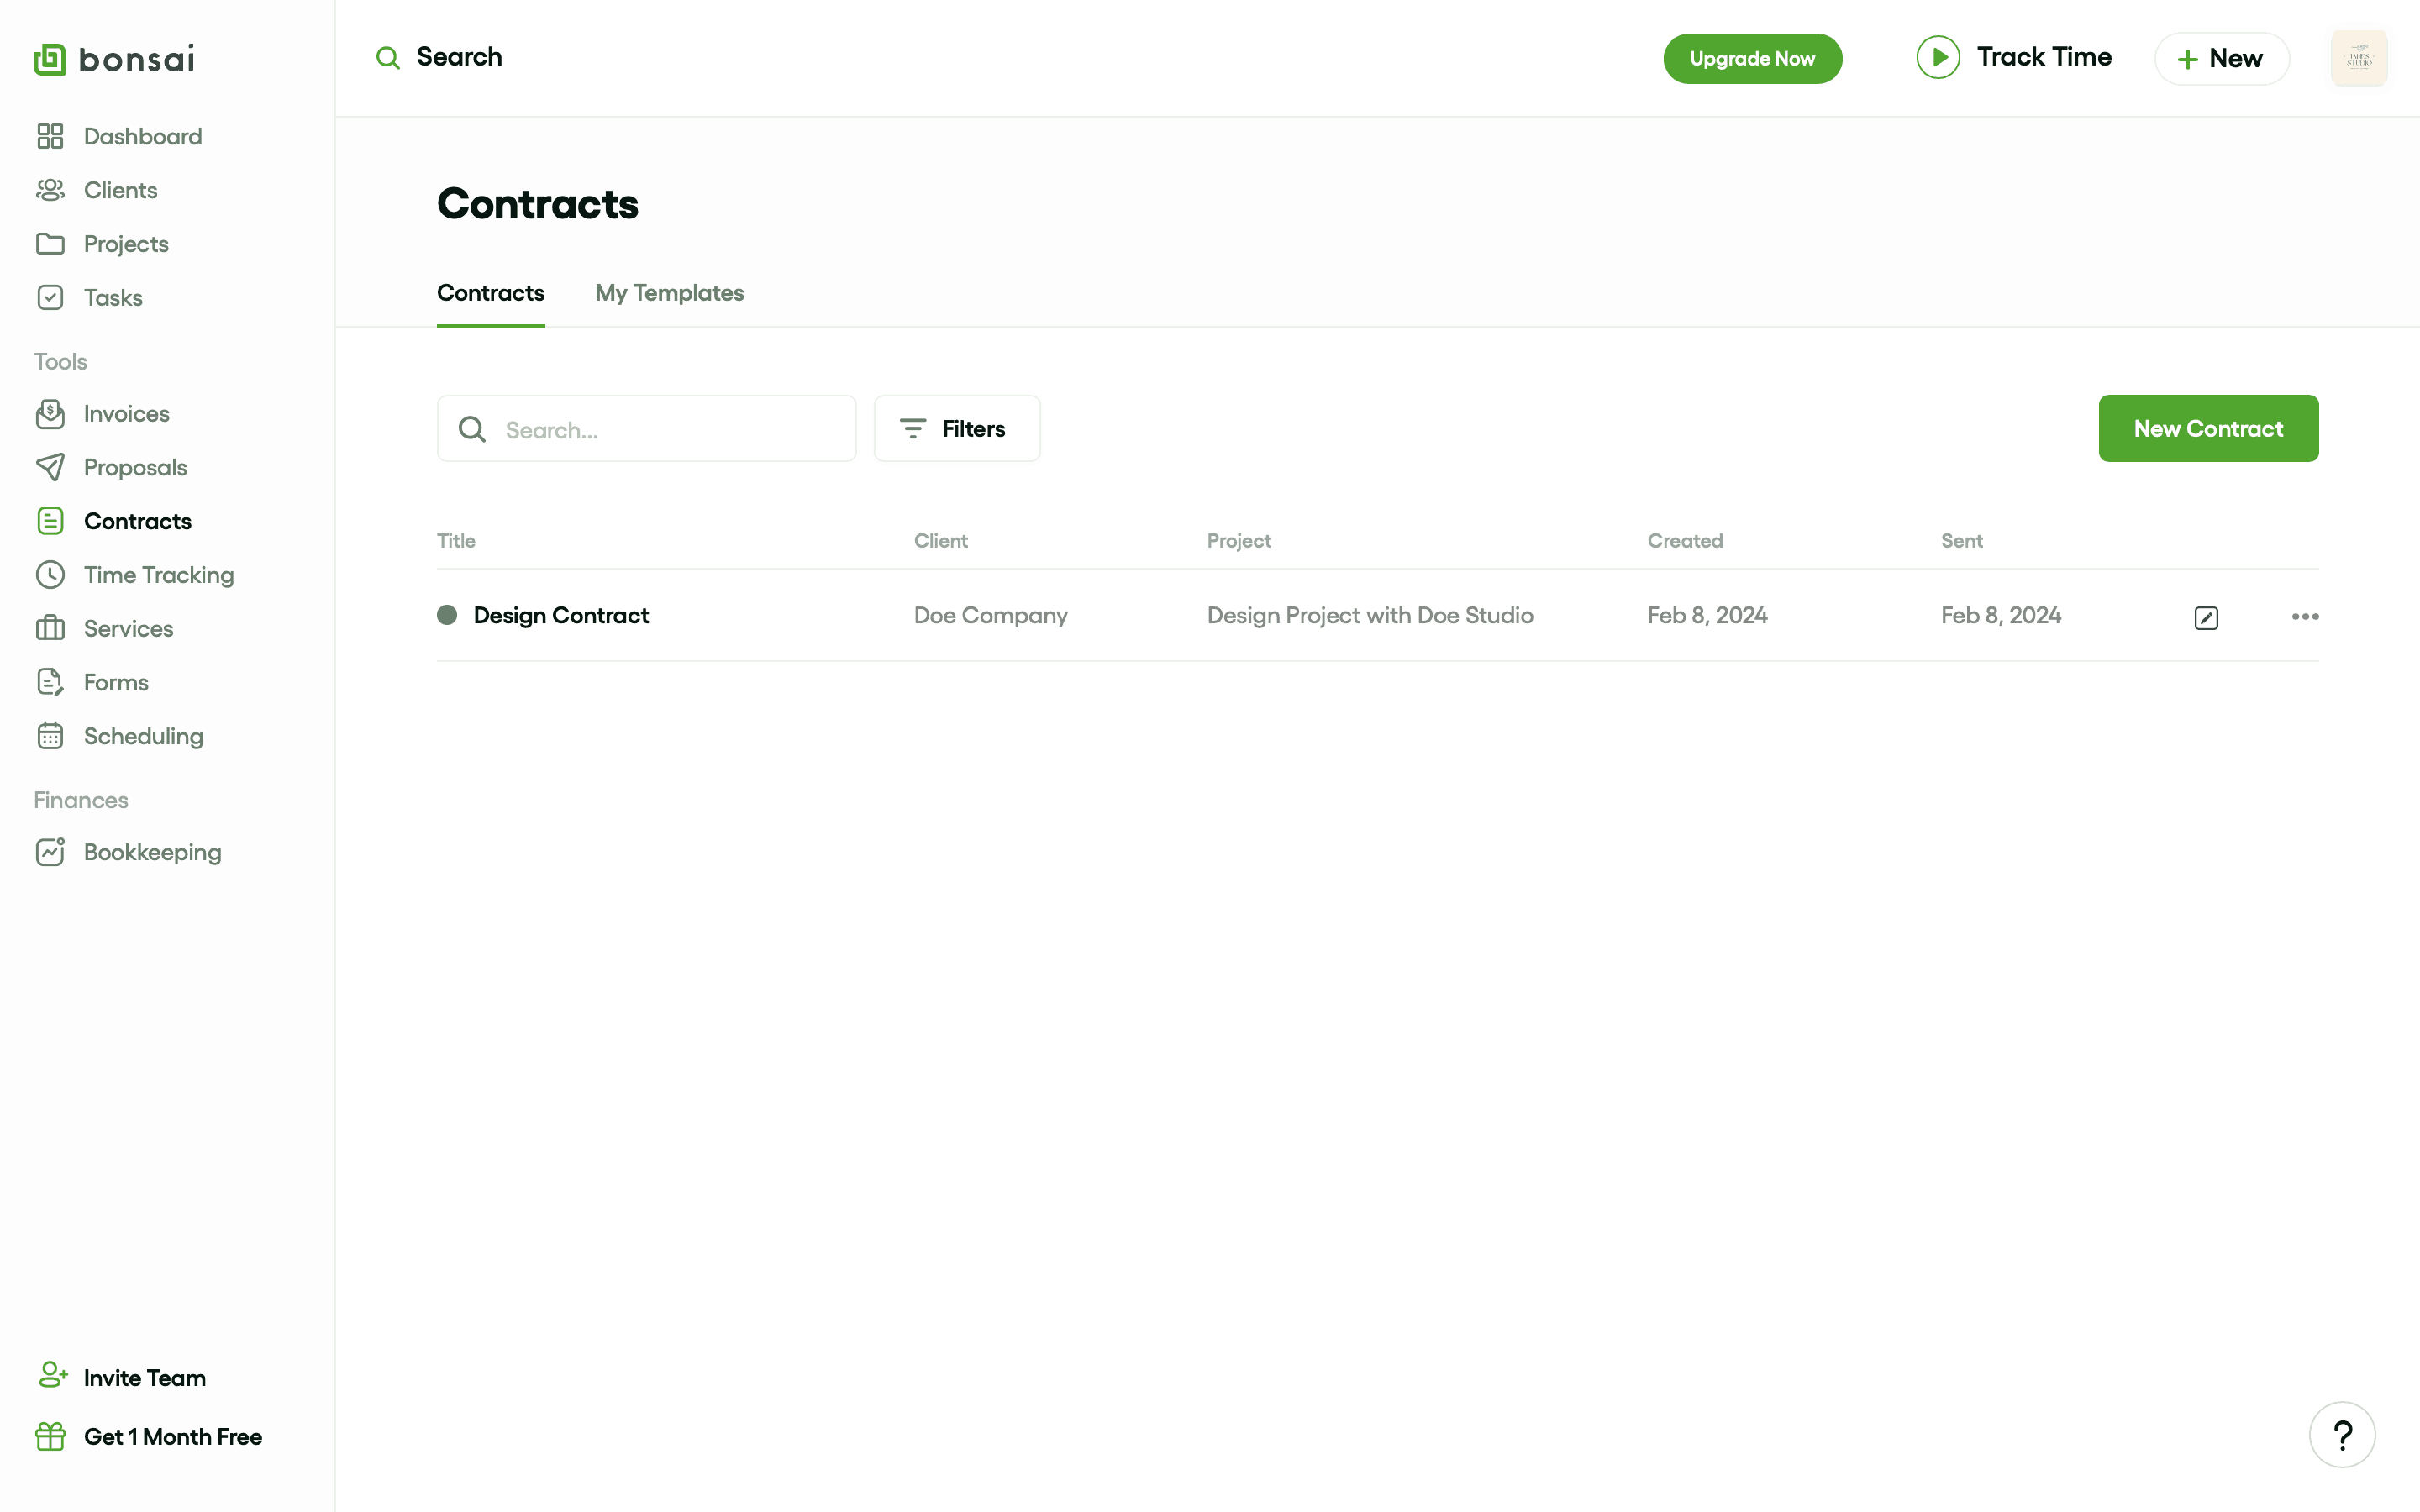 bonsai
Dashboard
Clients
Projects
Tasks
Tools
Invoices
Proposals
Contracts
Time Tracking
Services
Forms
Scheduling
Finances
Bookkeeping
Invite Team
Get 1 Month Free
Search
Upgrade Now
Track Time
+ New
STUDIO
Contracts
Contracts My Templates
Search...
Filters
New Contract
Title Client Project Created Sent
Design Contract Doe Company Design Project with Doe Studio Feb 8, 2024 Feb 8, 2024
?